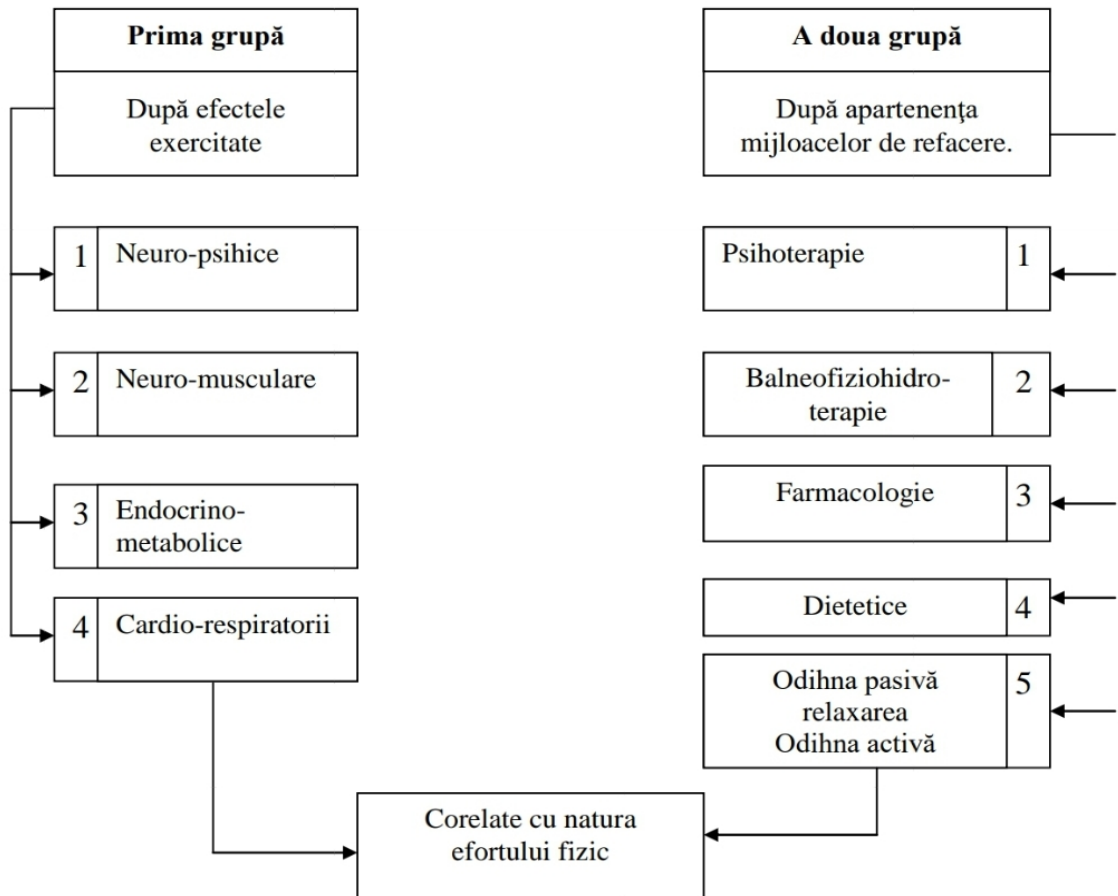 Prima grupă
După efectele
exercitate
1 Neuro-psihice
2 Neuro-musculare
3 Endocrino-
metabolice
4 Cardio-respiratorii
A doua grupă
După apartenenţa
mijloacelor de refacere.
Psihoterapie 1
Balneofiziohidro- 2
terapie
Farmacologie 3
Dietetice 4
Odihna pasivă 5
relaxarea
Odihna activă
Corelate cu natura
efortului fizic